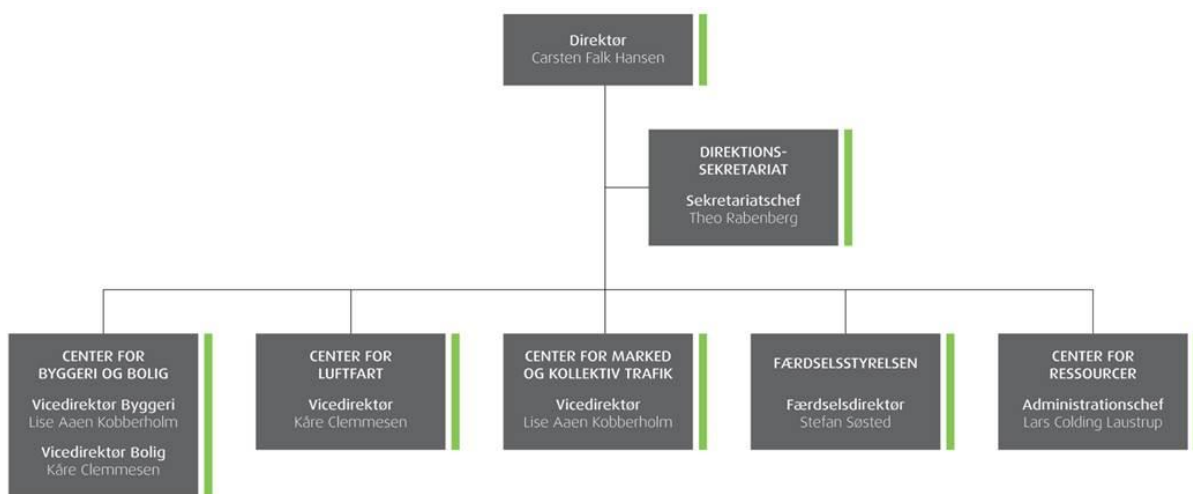 Direktør
Carsten Falk Hansen
DIREKTIONS-
SEKRETARIAT
Sekretariatschef
Theo Rabenberg
CENTER FOR
BYGGERI OG BOLIG
Vicedirektør Byggeri
Lise Aaen Kobberholm
Vicedirektør Bolig
Kåre Clemmesen
CENTER FOR
LUFTFART
Vicedirektør
Kåre Clemmesen
CENTER FOR MARKED
OG KOLLEKTIV TRAFIK
Vicedirektør
Lise Aaen Kobberholm
FÆRDSELSSTYRELSEN
Færdselsdirektør
Stefan Søsted
CENTER FOR
RESSOURCER
Administrationschef
Lars Colding Laustrup